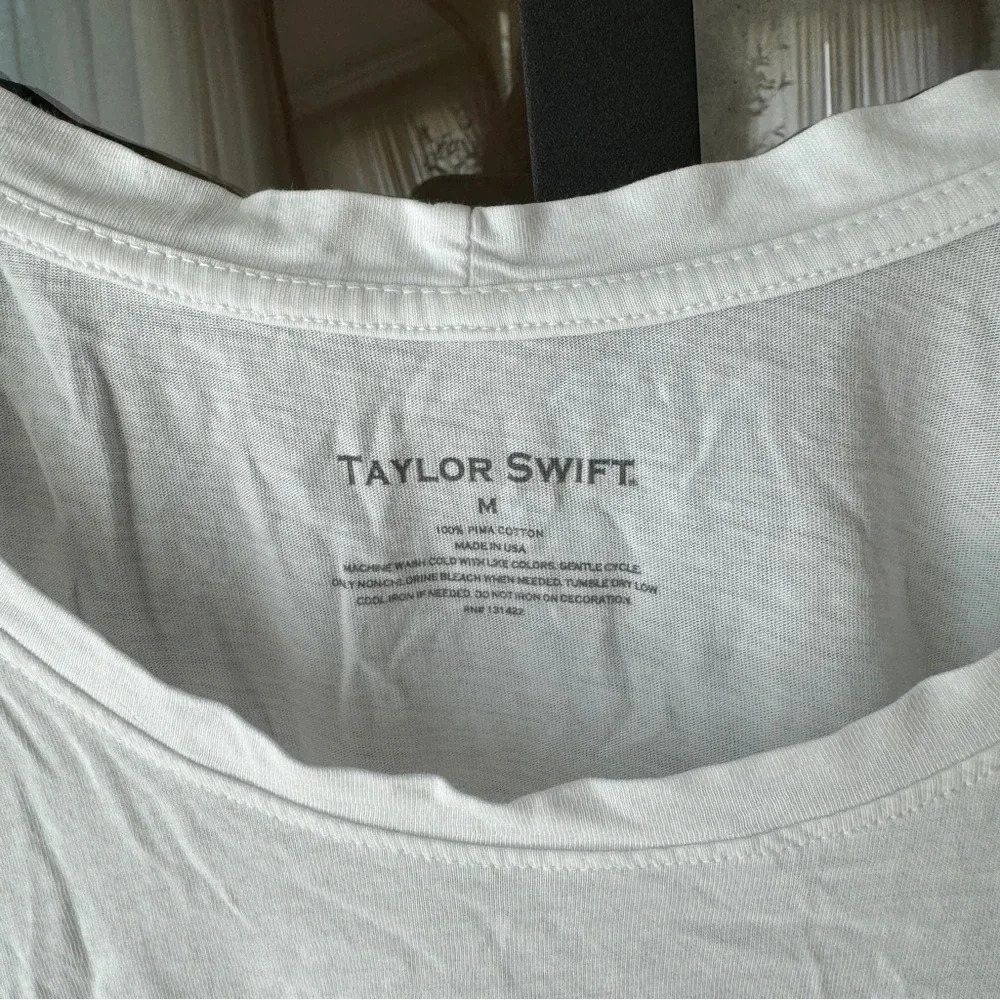 TAYLOR SWIFT®
M
100% PIMA COTTON
MADE IN USA
MACHINE WASH COLD WITH LIKE COLORS. GENTLE CYCLE.
ONLY NON-CHLORINE BLEACH WHEN NEEDED. TUMBLE DRY LOW
COOL IRON IF NEEDED. DO NOT IRON ON DECORATION.
RN# 131422